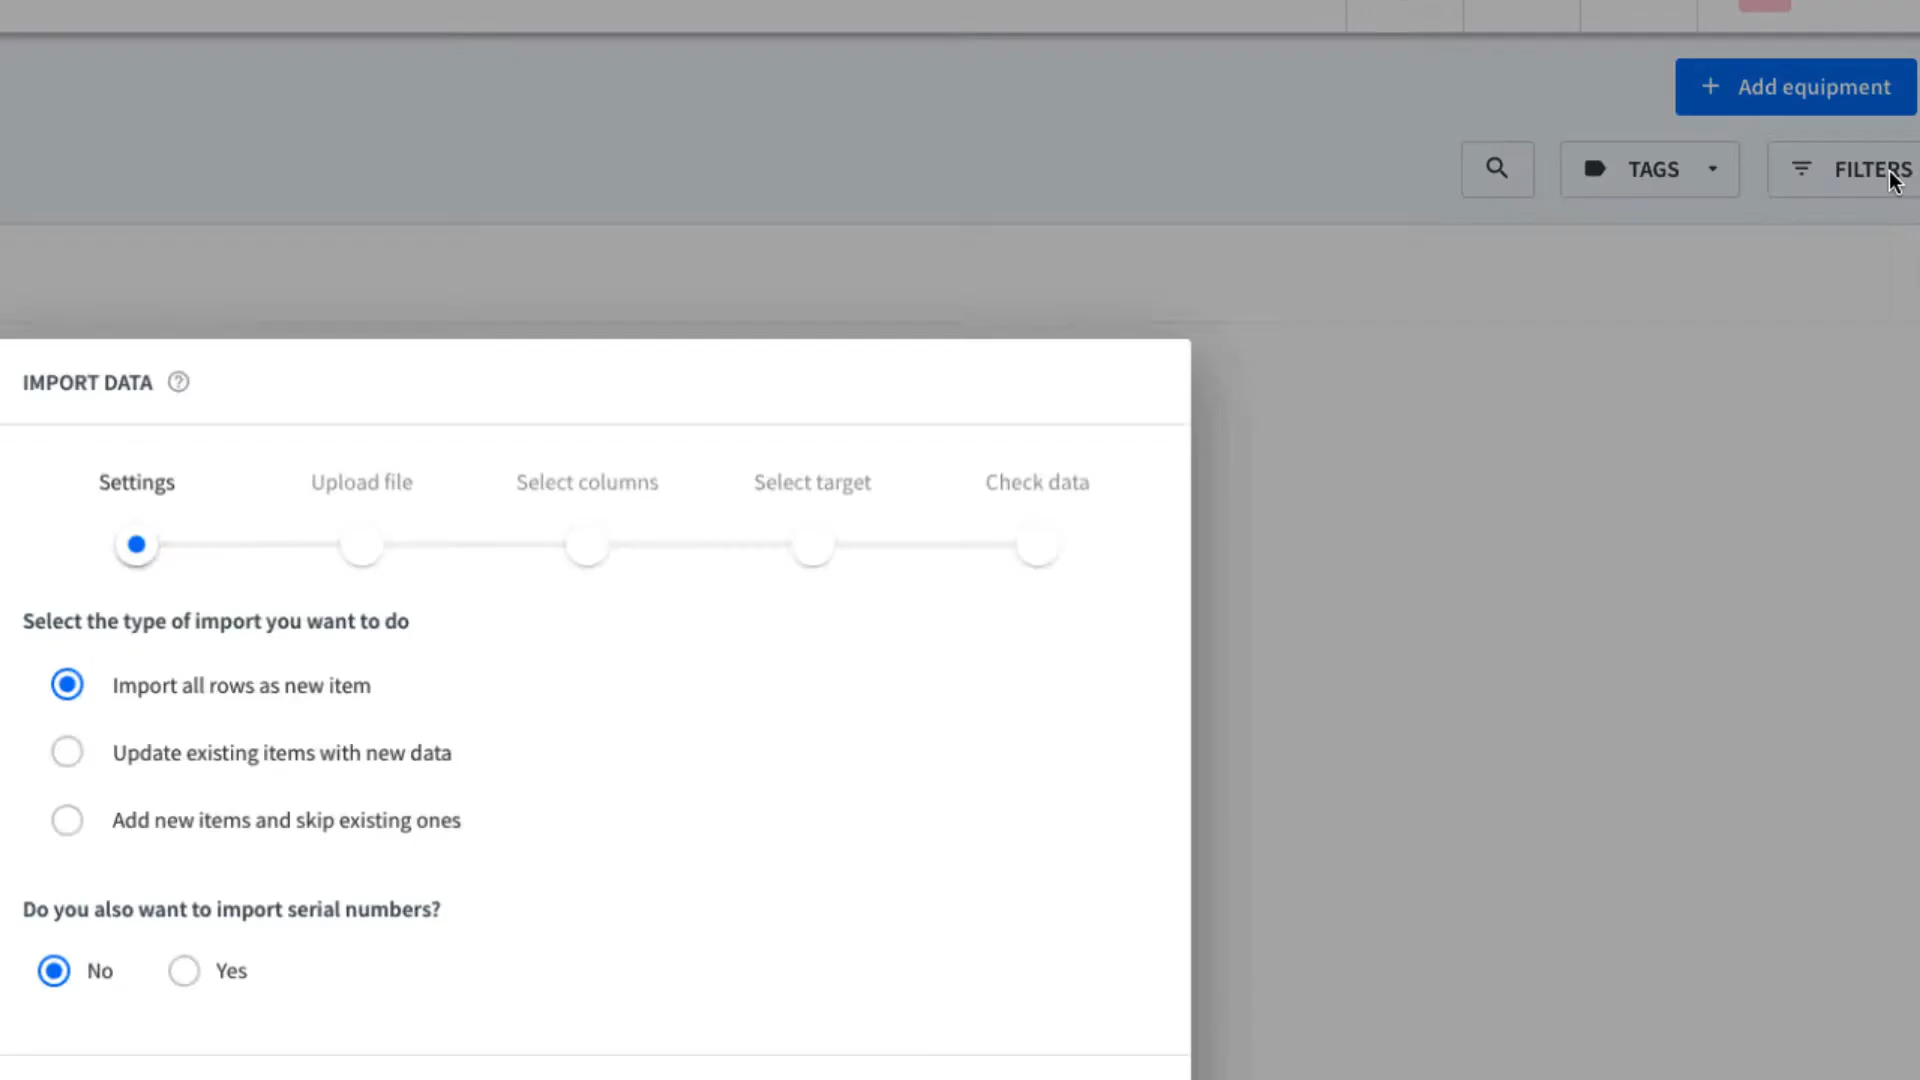 + Add equipment
TAGS
FILTERS
IMPORT DATA ?
Settings
Upload file
Select columns
Select target
Check data
Select the type of import you want to do
Import all rows as new item
Update existing items with new data
Add new items and skip existing ones
Do you also want to import serial numbers?
No
Yes